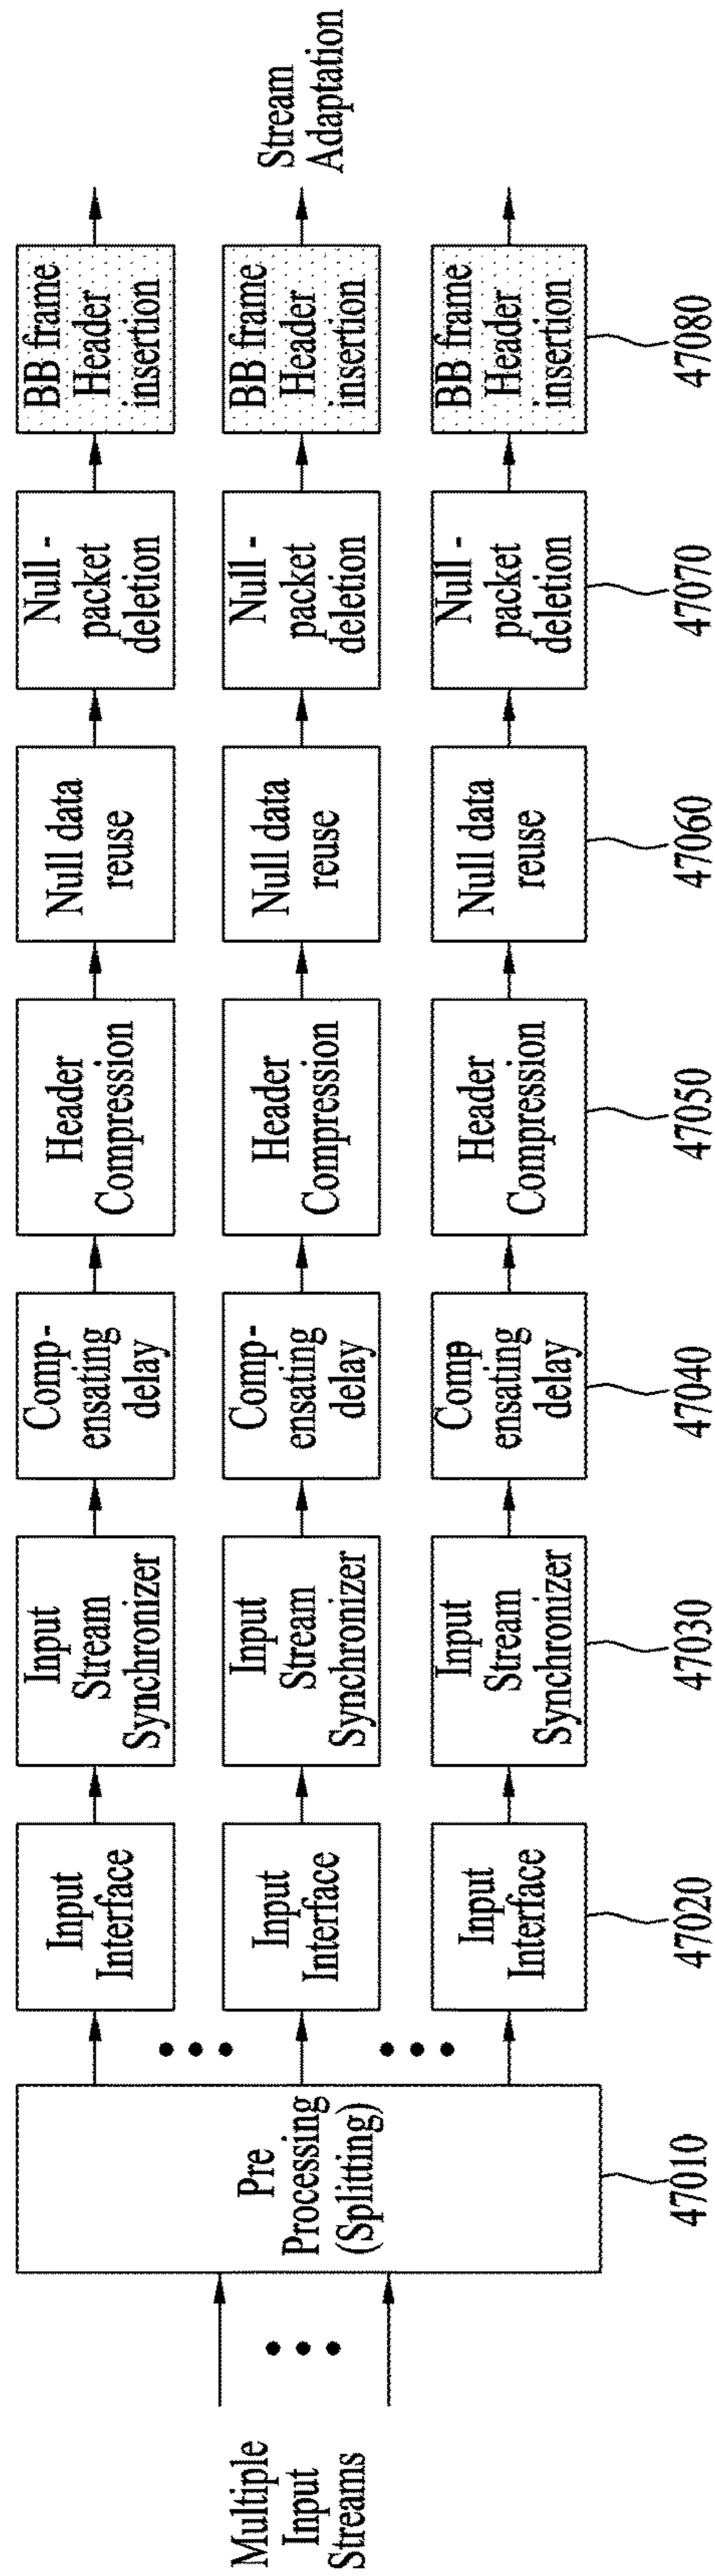 Multiple
Input
Streams
Pre
Processing
(Splitting)
47010
Input
Interface
Input
Stream
Synchronizer
Comp-
ensating
delay
Header
Compression
Null data
reuse
Null -
packet
deletion
BB frame
Header
insertion
Input
Interface
Input
Stream
Synchronizer
Comp-
ensating
delay
Header
Compression
Null data
reuse
Null -
packet
deletion
BB frame
Header
insertion
Stream
Adaptation
Input
Interface
Input
Stream
Synchronizer
Comp
ensating
delay
Header
Compression
Null data
reuse
Null -
packet
deletion
BB frame
Header
insertion
47020
47030
47040
47050
47060
47070
47080